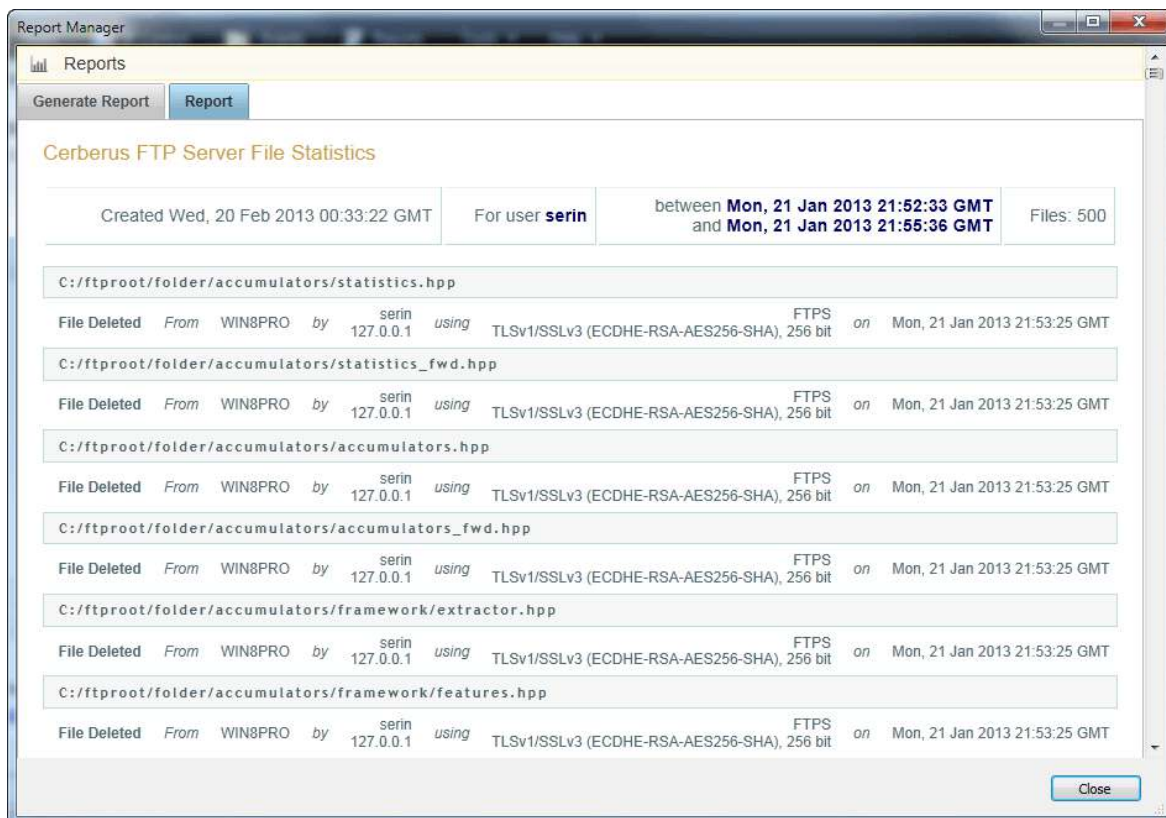 Report Manager
Reports
Generate Report Report
Cerberus FTP Server File Statistics
Created Wed, 20 Feb 2013 00:33:22 GMT For user serin between Mon, 21 Jan 2013 21:52:33 GMT and Mon, 21 Jan 2013 21:55:36 GMT Files: 500
C:/ftproot/folder/accumulators/statistics.hpp
File Deleted From WIN8PRO by serin 127.0.0.1 using FTPS TLSv1/SSLv3 (ECDHE-RSA-AES256-SHA), 256 bit on Mon, 21 Jan 2013 21:53:25 GMT
C:/ftproot/folder/accumulators/statistics_fwd.hpp
File Deleted From WIN8PRO by serin 127.0.0.1 using FTPS TLSv1/SSLv3 (ECDHE-RSA-AES256-SHA), 256 bit on Mon, 21 Jan 2013 21:53:25 GMT
C:/ftproot/folder/accumulators/accumulators.hpp
File Deleted From WIN8PRO by serin 127.0.0.1 using FTPS TLSv1/SSLv3 (ECDHE-RSA-AES256-SHA), 256 bit on Mon, 21 Jan 2013 21:53:25 GMT
C:/ftproot/folder/accumulators/accumulators_fwd.hpp
File Deleted From WIN8PRO by serin 127.0.0.1 using FTPS TLSv1/SSLv3 (ECDHE-RSA-AES256-SHA), 256 bit on Mon, 21 Jan 2013 21:53:25 GMT
C:/ftproot/folder/accumulators/framework/extractor.hpp
File Deleted From WIN8PRO by serin 127.0.0.1 using FTPS TLSv1/SSLv3 (ECDHE-RSA-AES256-SHA), 256 bit on Mon, 21 Jan 2013 21:53:25 GMT
C:/ftproot/folder/accumulators/framework/features.hpp
File Deleted From WIN8PRO by serin 127.0.0.1 using FTPS TLSv1/SSLv3 (ECDHE-RSA-AES256-SHA), 256 bit on Mon, 21 Jan 2013 21:53:25 GMT
Close